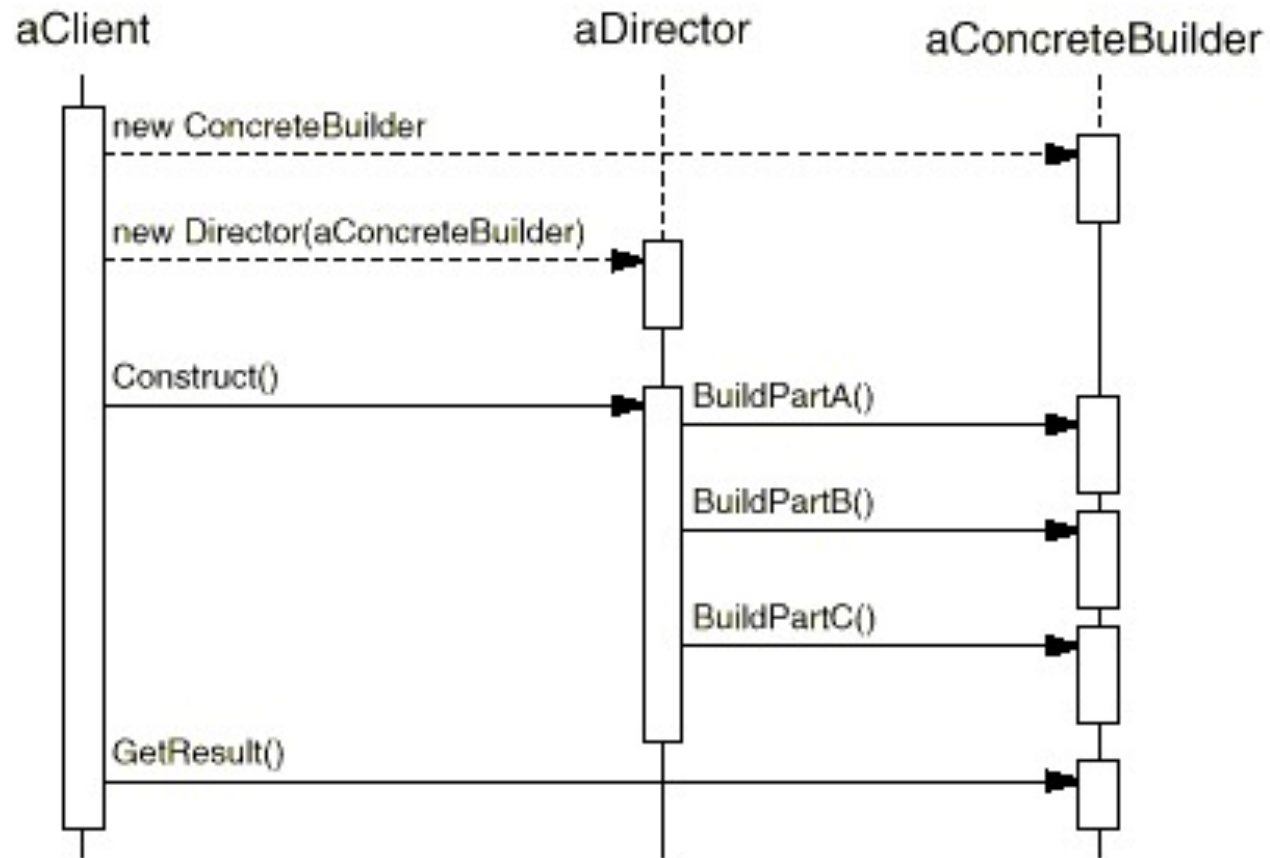 aClient
aDirector
aConcreteBuilder
new ConcreteBuilder
new Director(aConcreteBuilder)
Construct()
BuildPartA()
BuildPartB()
BuildPartC()
GetResult()